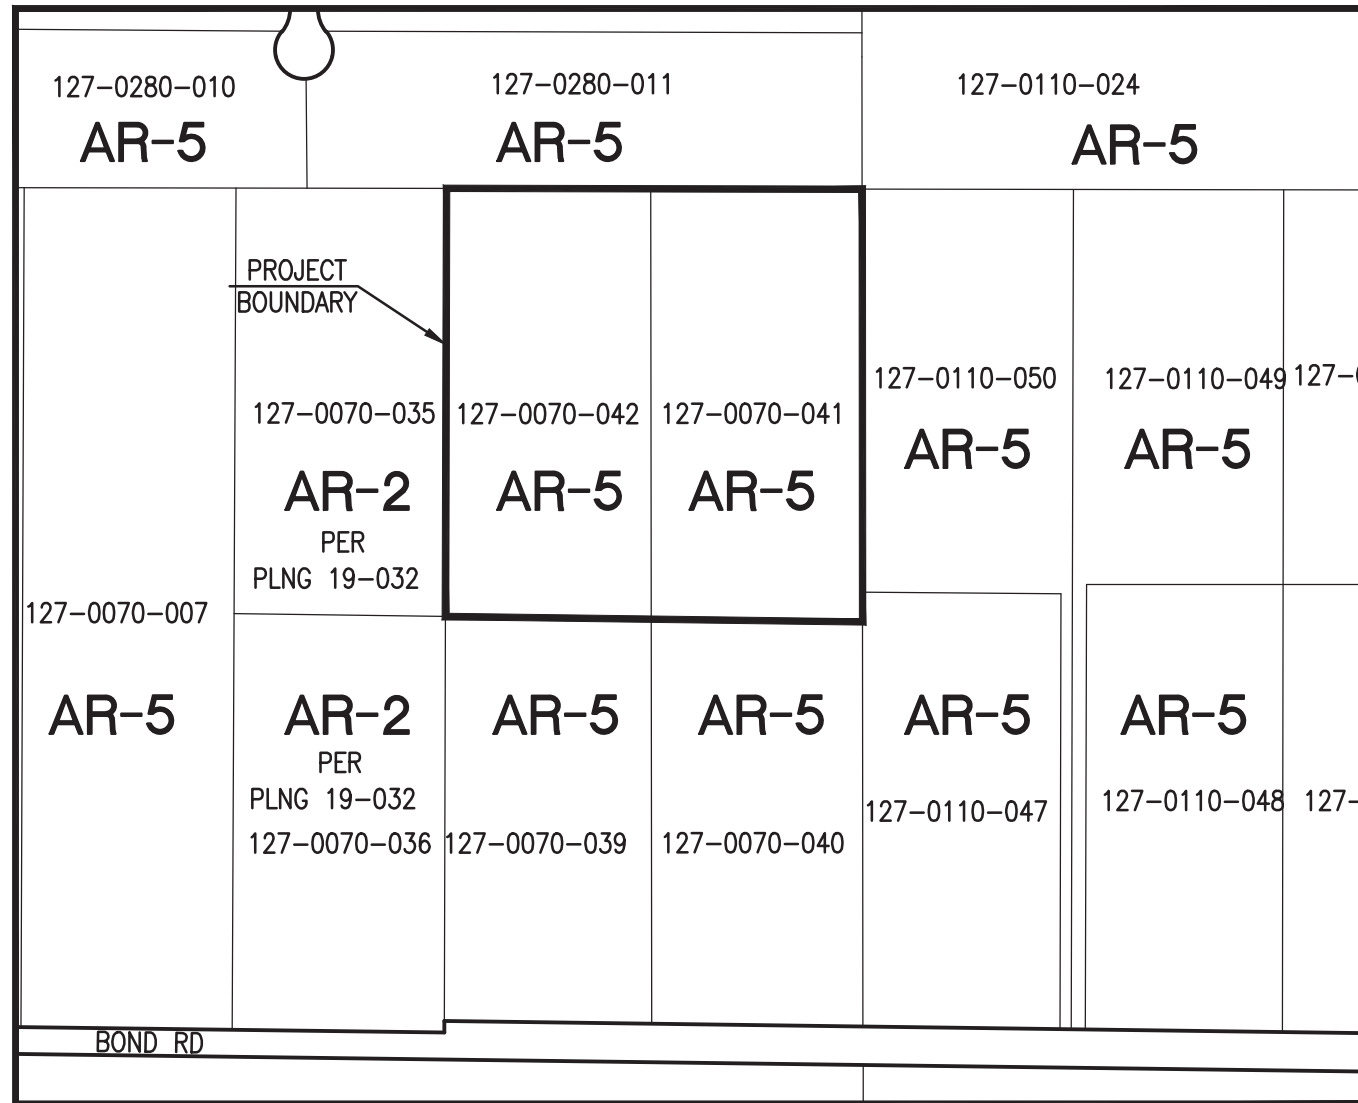 127-0280-010
127-0280-011
127-0110-024
AR-5
AR-5
AR-5
PROJECT
BOUNDARY
127-0110-050
127-0110-049
127-
127-0070-035
127-0070-042
127-0070-041
AR-5
AR-5
AR-2
AR-5
AR-5
PER
PLNG 19-032
127-0070-007
AR-5
AR-2
AR-5
AR-5
AR-5
AR-5
PER
PLNG 19-032
127-0110-047
127-0110-048
127-
127-0070-036
127-0070-039
127-0070-040
BOND RD